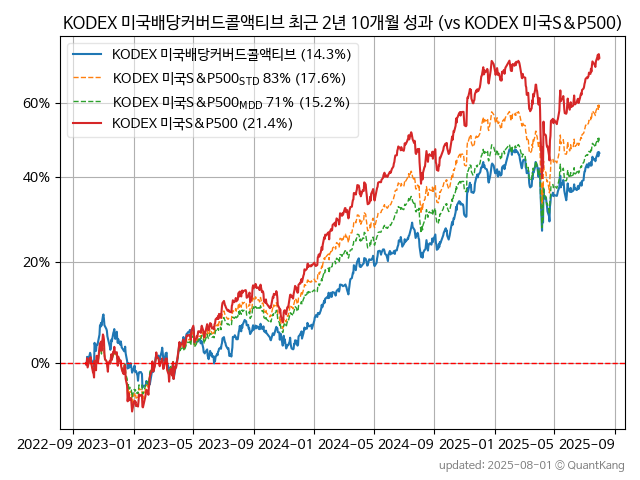 KODEX 미국배당커버드콜액티브 최근 2년 10개월 성과 (vs KODEX 미국S&P500)
KODEX 미국배당커버드콜액티브 (14.3%)
KODEX 미국S&P500STD 83% (17.6%)
KODEX 미국S&P500MDD 71% (15.2%)
KODEX 미국S&P500 (21.4%)
60%
40%
20%
0%
2022-09 2023-01 2023-05 2023-09 2024-01 2024-05 2024-09 2025-01 2025-05 2025-09
updated: 2025-08-01 © QuantKang